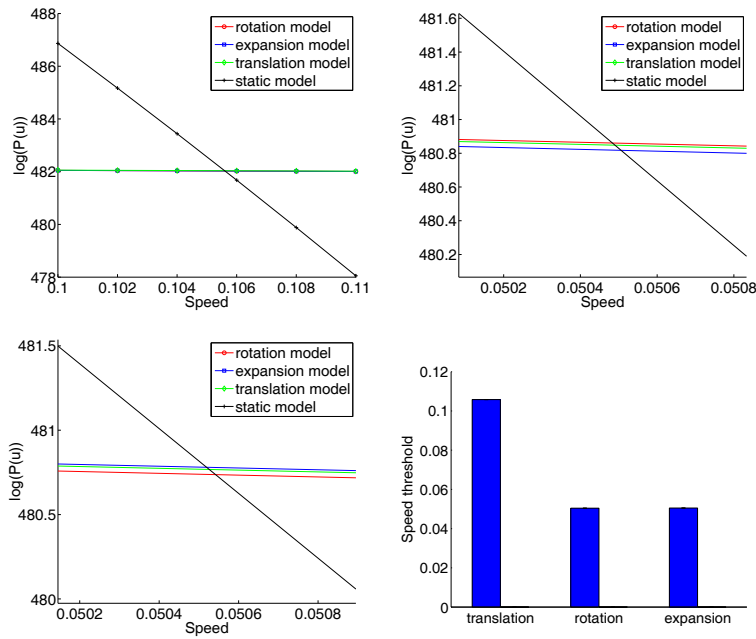 488
486
484
482
480
478
0.1
0.102
0.104
0.106
0.108
0.11
log(P(u))
Speed
rotation model
expansion model
translation model
static model
481.6
481.4
481.2
481
480.8
480.6
480.4
480.2
0.0502
0.0504
0.0506
0.0508
log(P(u))
Speed
rotation model
expansion model
translation model
static model
481.5
481
480.5
480
0.0502
0.0504
0.0506
0.0508
log(P(u))
Speed
rotation model
expansion model
translation model
static model
0.12
0.1
0.08
0.06
0.04
0.02
0
Speed threshold
translation
rotation
expansion